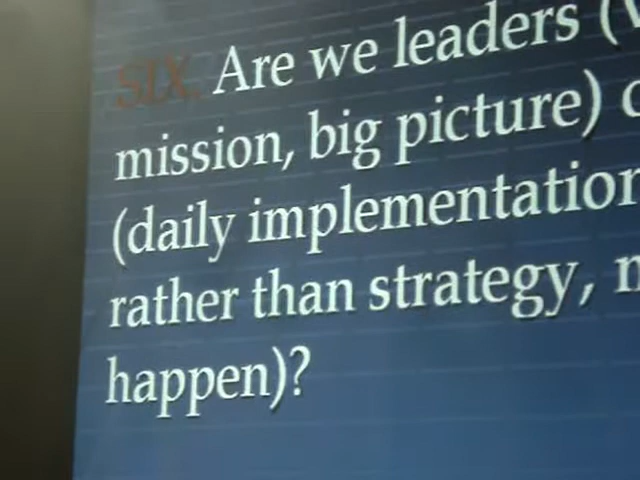 SIX. Are we leaders (
mission, big picture)
(daily implementation
rather than strategy,
happen)?